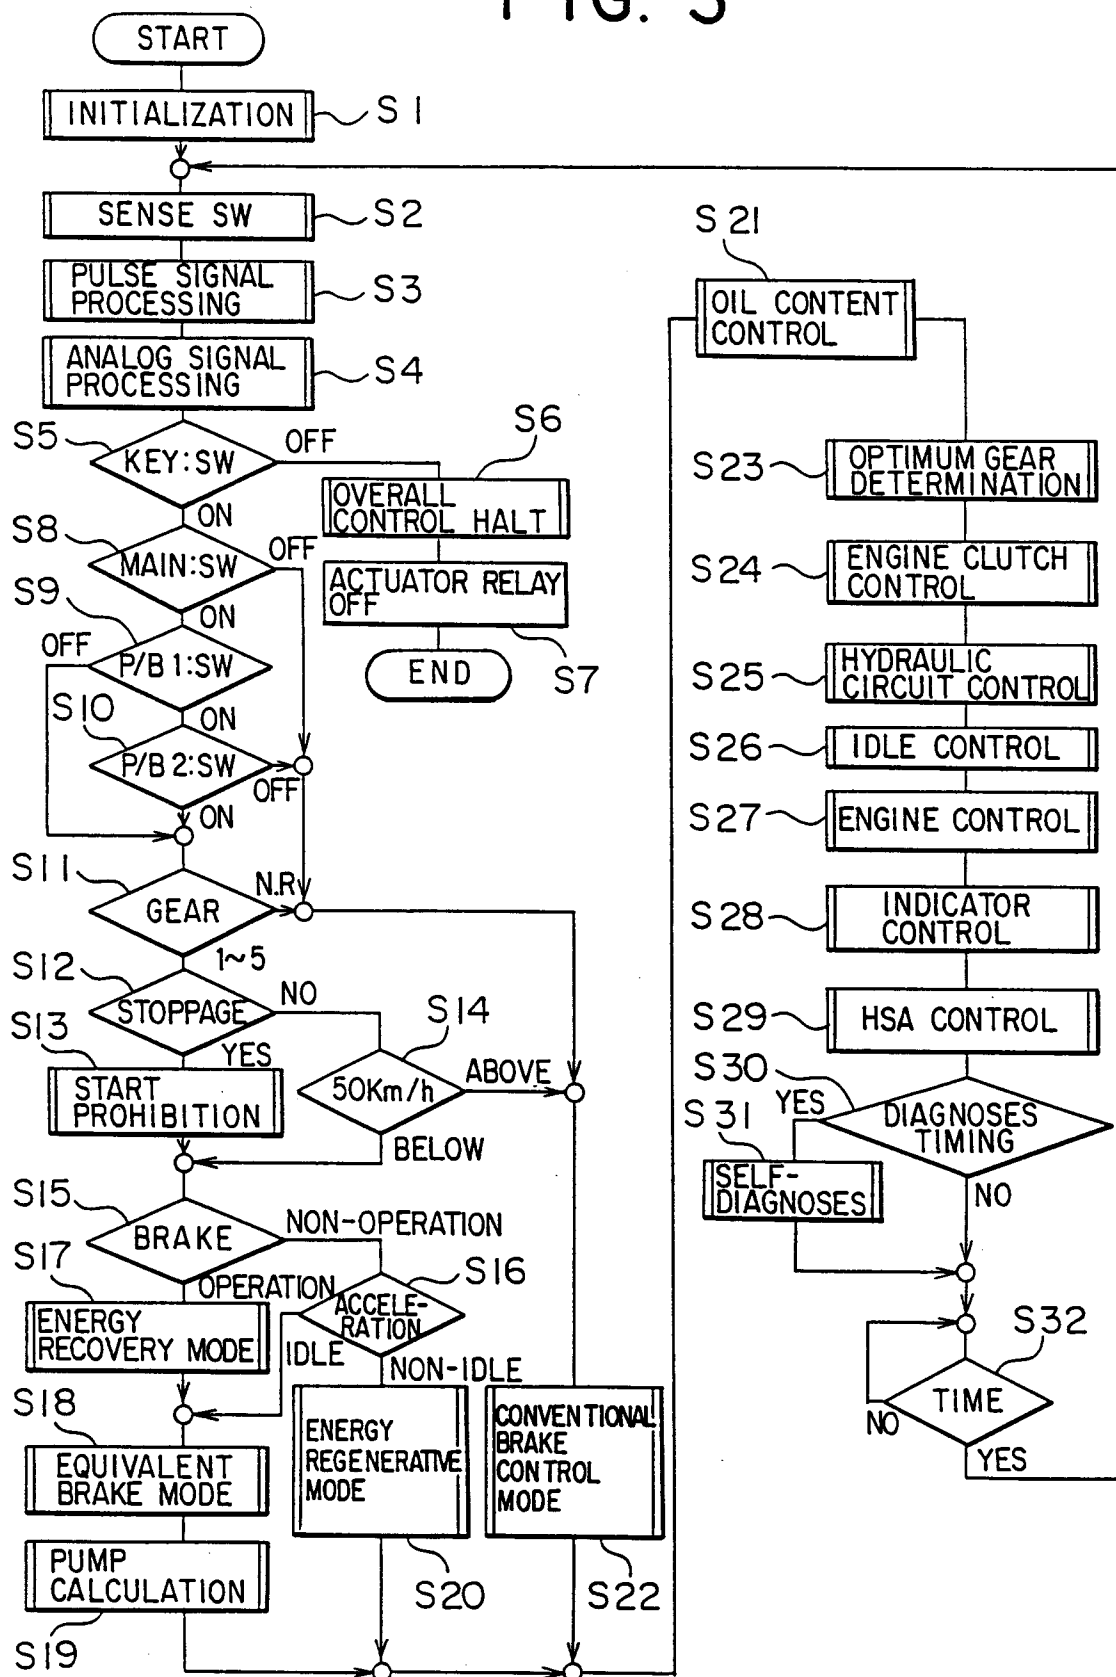 FIG. 5
START
INITIALIZATION
S1
SENSE SW
S2
PULSE SIGNAL
PROCESSING
S3
ANALOG SIGNAL
PROCESSING
S4
S5
KEY:SW
OFF
ON
S6
OVERALL
CONTROL HALT
ACTUATOR RELAY
OFF
S7
END
S8
MAIN:SW
OFF
ON
S9
OFF
P/B1:SW
ON
S10
P/B2:SW
OFF
ON
S11
GEAR
N.R
1~5
S12
STOPPAGE
NO
YES
S13
START
PROHIBITION
S14
50Km/h
ABOVE
BELOW
S15
BRAKE
NON-OPERATION
OPERATION
S16
ACCELE-
RATION
IDLE
NON-IDLE
S17
ENERGY
RECOVERY MODE
S18
EQUIVALENT
BRAKE MODE
PUMP
CALCULATION
S19
ENERGY
REGENERATIVE
MODE
S20
CONVENTIONAL
BRAKE
CONTROL
MODE
S22
S21
OIL CONTENT
CONTROL
S23
OPTIMUM GEAR
DETERMINATION
S24
ENGINE CLUTCH
CONTROL
S25
HYDRAULIC
CIRCUIT CONTROL
S26
IDLE CONTROL
S27
ENGINE CONTROL
S28
INDICATOR
CONTROL
S29
HSA CONTROL
S30
DIAGNOSES
TIMING
YES
NO
S31
SELF-
DIAGNOSES
S32
TIME
NO
YES